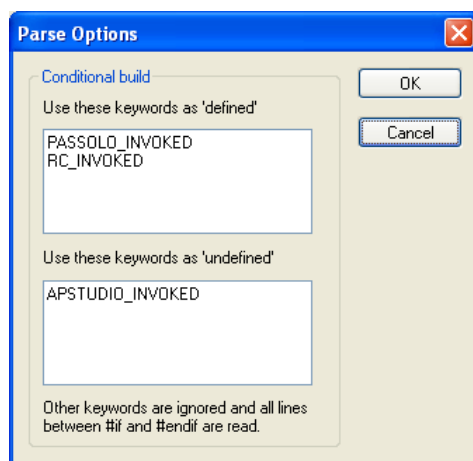 Parse Options
Conditional build
OK
Use these keywords as 'defined'
Cancel
PASSOLO_INVOKED
RC_INVOKED
Use these keywords as 'undefined'
APSTUDIO_INVOKED
Other keywords are ignored and all lines
between #if and #endif are read.